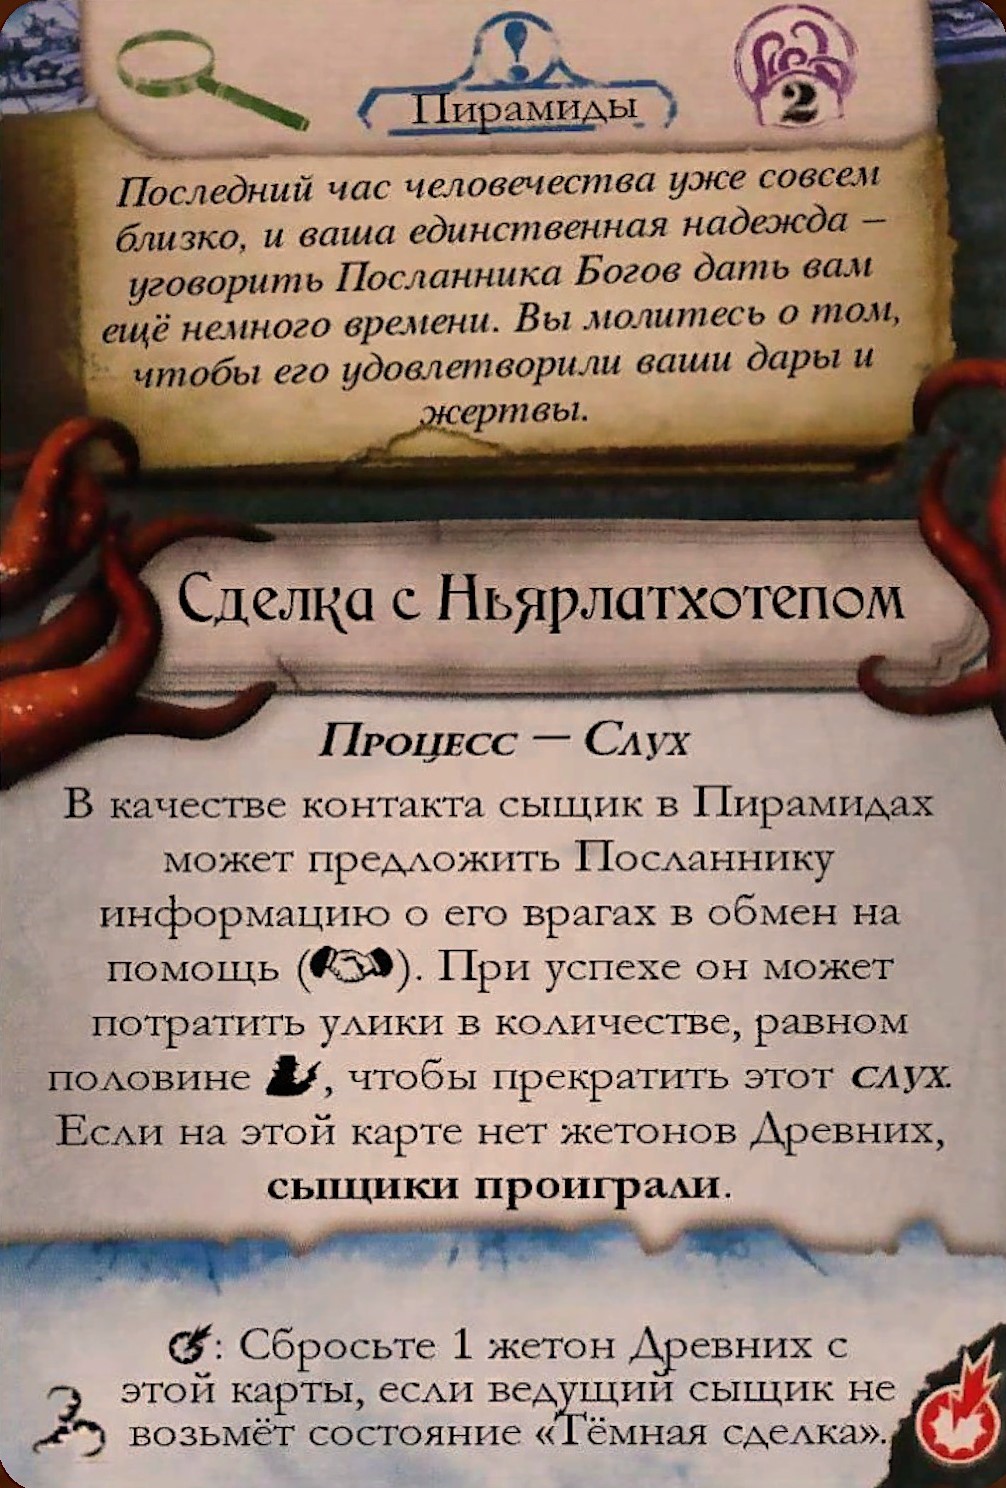 Пирамиды
2
Последний час человечества уже совсем
близко, и ваша единственная надежда –
уговорить Посланника Богов дать вам
ещё немного времени. Вы молитесь о том,
чтобы его удовлетворили ваши дары и
жертвы.
Сделка с Ньярлатхотепом
Процесс – Слух
В качестве контакта сыщик в Пирамидах
может предложить Посланнику
информацию о его врагах в обмен на
помощь (). При успехе он может
потратить улики в количестве, равном
половине , чтобы прекратить этот слух.
Если на этой карте нет жетонов Древних,
сыщики проиграли.
: Сбросьте 1 жетон Древних с
этой карты, если ведущий сыщик не
возьмёт состояние «Тёмная сделка».